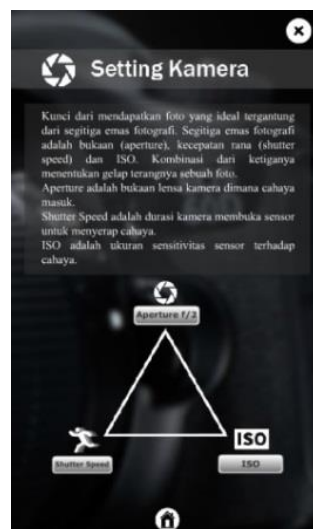 Setting Kamera
Kunci dari mendapatkan foto yang ideal tergantung
dari segitiga emas fotografi. Segitiga emas fotografi
adalah bukaan (aperture), kecepatan rana (shutter
speed) dan ISO. Kombinasi dari ketiganya
menentukan gelap terangnya sebuah foto.
Aperture adalah bukaan lensa kamera dimana cahaya
masuk.
Shutter Speed adalah durasi kamera membuka sensor
untuk menyerap cahaya.
ISO adalah ukuran sensitivitas sensor terhadap
cahaya.
Aperture f/2
ISO
Shutter Speed
ISO